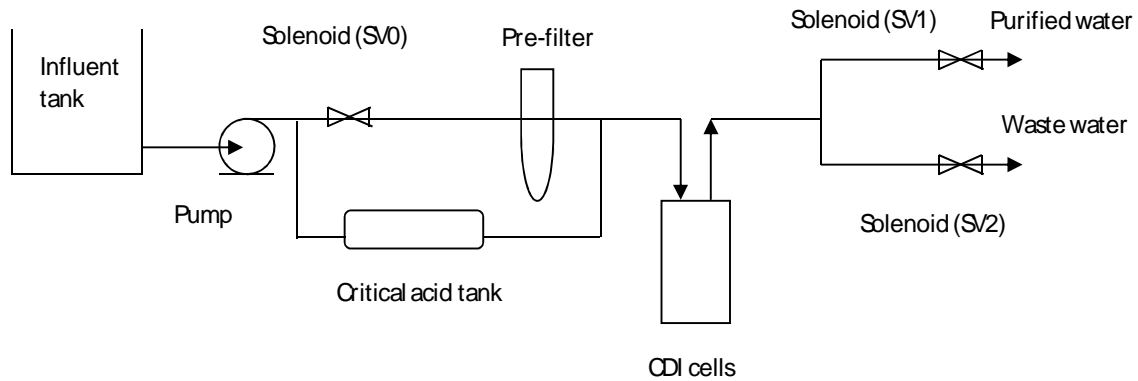 Influent
tank
Pump
Solenoid (SV0)
Pre-filter
Critical acid tank
CDI cells
Solenoid (SV1)
Purified water
Waste water
Solenoid (SV2)